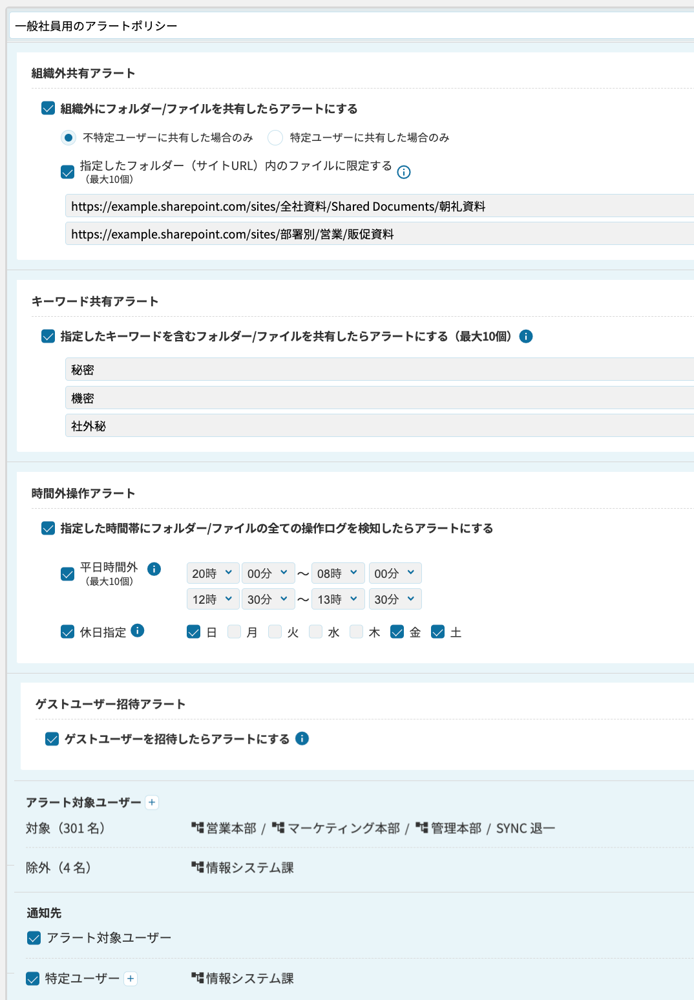 一般社員用のアラートポリシー
組織外共有アラート
組織外にフォルダー/ファイルを共有したらアラートにする
不特定ユーザーに共有した場合のみ 特定ユーザーに共有した場合のみ
指定したフォルダー（サイトURL）内のファイルに限定する
（最大10個）
https://example.sharepoint.com/sites/全社資料/Shared Documents/朝礼資料
https://example.sharepoint.com/sites/部署別/営業/販促資料
キーワード共有アラート
指定したキーワードを含むフォルダー/ファイルを共有したらアラートにする（最大10個）
秘密
機密
社外秘
時間外操作アラート
指定した時間帯にフォルダー/ファイルの全ての操作ログを検知したらアラートにする
平日時間外 20時 00分 〜 08時 00分
（最大10個）
12時 30分 〜 13時 30分
休日指定 日 月 火 水 木 金 土
ゲストユーザー招待アラート
ゲストユーザーを招待したらアラートにする
アラート対象ユーザー
対象（301 名） 営業本部 / マーケティング本部 / 管理本部 / SYNC 退一
除外（4 名） 情報システム課
通知先
アラート対象ユーザー
特定ユーザー 情報システム課